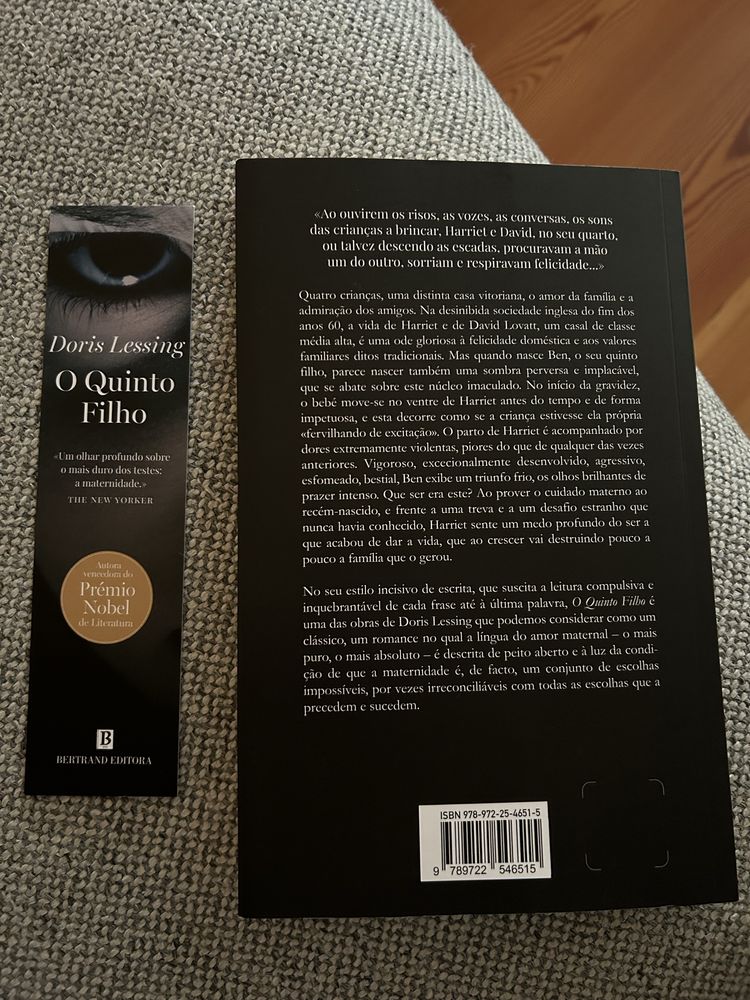 Doris Lessing
O Quinto
Filho
«Um olhar profundo sobre
o mais duro dos testes:
a maternidade.»
THE NEW YORKER
Autora
vencedora do
Prémio
Nobel
de Literatura
B
BERTRAND EDITORA
«Ao ouvirem os risos, as vozes, as conversas, os sons
das crianças a brincar, Harriet e David, no seu quarto,
ou talvez descendo as escadas, procuravam a mão
um do outro, sorriam e respiravam felicidade...»
Quatro crianças, uma distinta casa vitoriana, o amor da família e a
admiração dos amigos. Na desinibida sociedade inglesa do fim dos
anos 60, a vida de Harriet e de David Lovatt, um casal de classe
média alta, é uma ode gloriosa à felicidade doméstica e aos valores
familiares ditos tradicionais. Mas quando nasce Ben, o seu quinto
filho, parece nascer também uma sombra perversa e implacável,
que se abate sobre este núcleo imaculado. No início da gravidez,
o bebé move-se no ventre de Harriet antes do tempo e de forma
impetuosa, e esta decorre como se a criança estivesse ela própria
«fervilhando de excitação». O parto de Harriet é acompanhado por
dores extremamente violentas, piores do que de qualquer das vezes
anteriores. Vigoroso, excecionalmente desenvolvido, agressivo,
esfomeado, bestial, Ben exibe um triunfo frio, os olhos brilhantes de
prazer intenso. Que ser era este? Ao prover o cuidado materno ao
recém-nascido, e frente a uma treva e a um desafio estranho que
nunca havia conhecido, Harriet sente um medo profundo do ser a
que acabou de dar a vida, que ao crescer vai destruindo pouco a
pouco a família que o gerou.
No seu estilo incisivo de escrita, que suscita a leitura compulsiva e
inquebrantável de cada frase até à última palavra, O Quinto Filho é
uma das obras de Doris Lessing que podemos considerar como um
clássico, um romance no qual a língua do amor maternal – o mais
puro, o mais absoluto – é descrita de peito aberto e à luz da condi-
ção de que a maternidade é, de facto, um conjunto de escolhas
impossíveis, por vezes irreconciliáveis com todas as escolhas que a
precedem e sucedem.
ISBN 978-972-25-4651-5
9 789722 546515